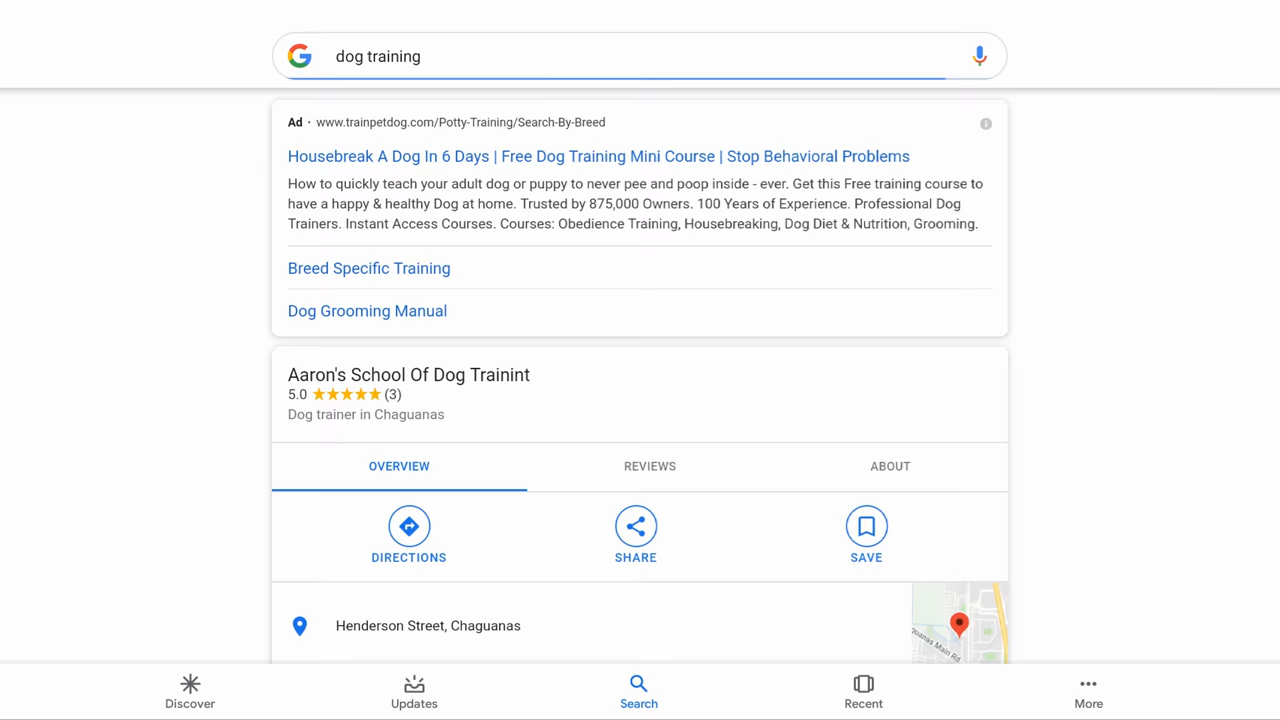 dog training
Ad · www.trainpetdog.com/Potty-Training/Search-By-Breed
Housebreak A Dog In 6 Days | Free Dog Training Mini Course | Stop Behavioral Problems
How to quickly teach your adult dog or puppy to never pee and poop inside - ever. Get this Free training course to
have a happy & healthy Dog at home. Trusted by 875,000 Owners. 100 Years of Experience. Professional Dog
Trainers. Instant Access Courses. Courses: Obedience Training, Housebreaking, Dog Diet & Nutrition, Grooming.
Breed Specific Training
Dog Grooming Manual
Aaron's School Of Dog Trainint
5.0 ★★★★★ (3)
Dog trainer in Chaguanas
OVERVIEW REVIEWS ABOUT
DIRECTIONS SHARE SAVE
Henderson Street, Chaguanas
guanas Main Rd
Discover Updates Search Recent More